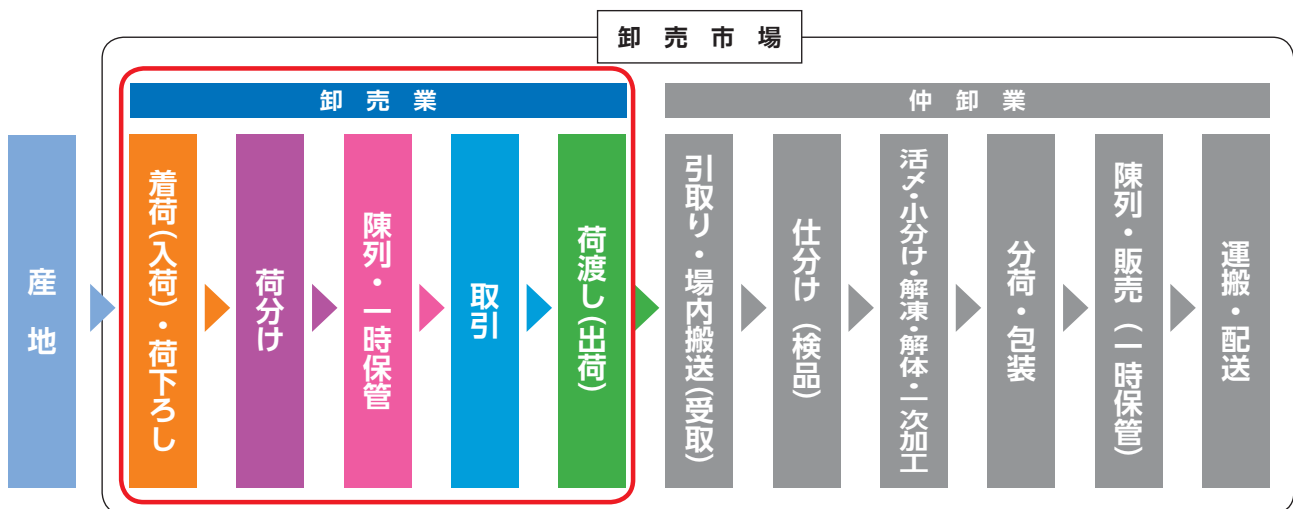 卸売市場
卸売業
仲卸業
産地
着荷(入荷)・荷下ろし
荷分け
陳列・一時保管
取引
荷渡し(出荷)
引取り・場内搬送(受取)
仕分け(検品)
活〆・小分け・解凍・解体・一次加工
分荷・包装
陳列・販売(一時保管)
運搬・配送